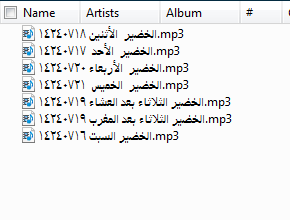 Name Artists Album #
الخضير الأثنين ١٤٢٤٠٧١٨.mp3
الخضير الأحد ١٤٢٤٠٧١٧.mp3
الخضير الأربعاء ١٤٢٤٠٧٢٠.mp3
الخضير الخميس ١٤٢٤٠٧٢١.mp3
الخضير الثلاثاء بعد العشاء ١٤٢٤٠٧١٩.mp3
الخضير الثلاثاء بعد المغرب ١٤٢٤٠٧١٩.mp3
الخضير السبت ١٤٢٤٠٧١٦.mp3